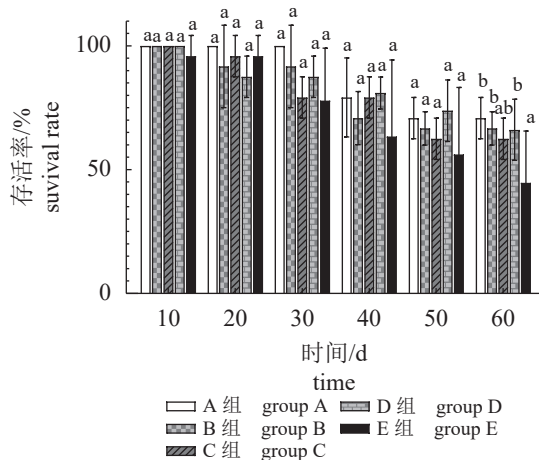 存活率/%
suvival rate
100
50
0
a a a a a
a a a a a
a a a a a
a a a a a
a a a a a
b b ab b a
10 20 30 40 50 60
时间/d
time
A 组 group A
D 组 group D
B 组 group B
E 组 group E
C 组 group C